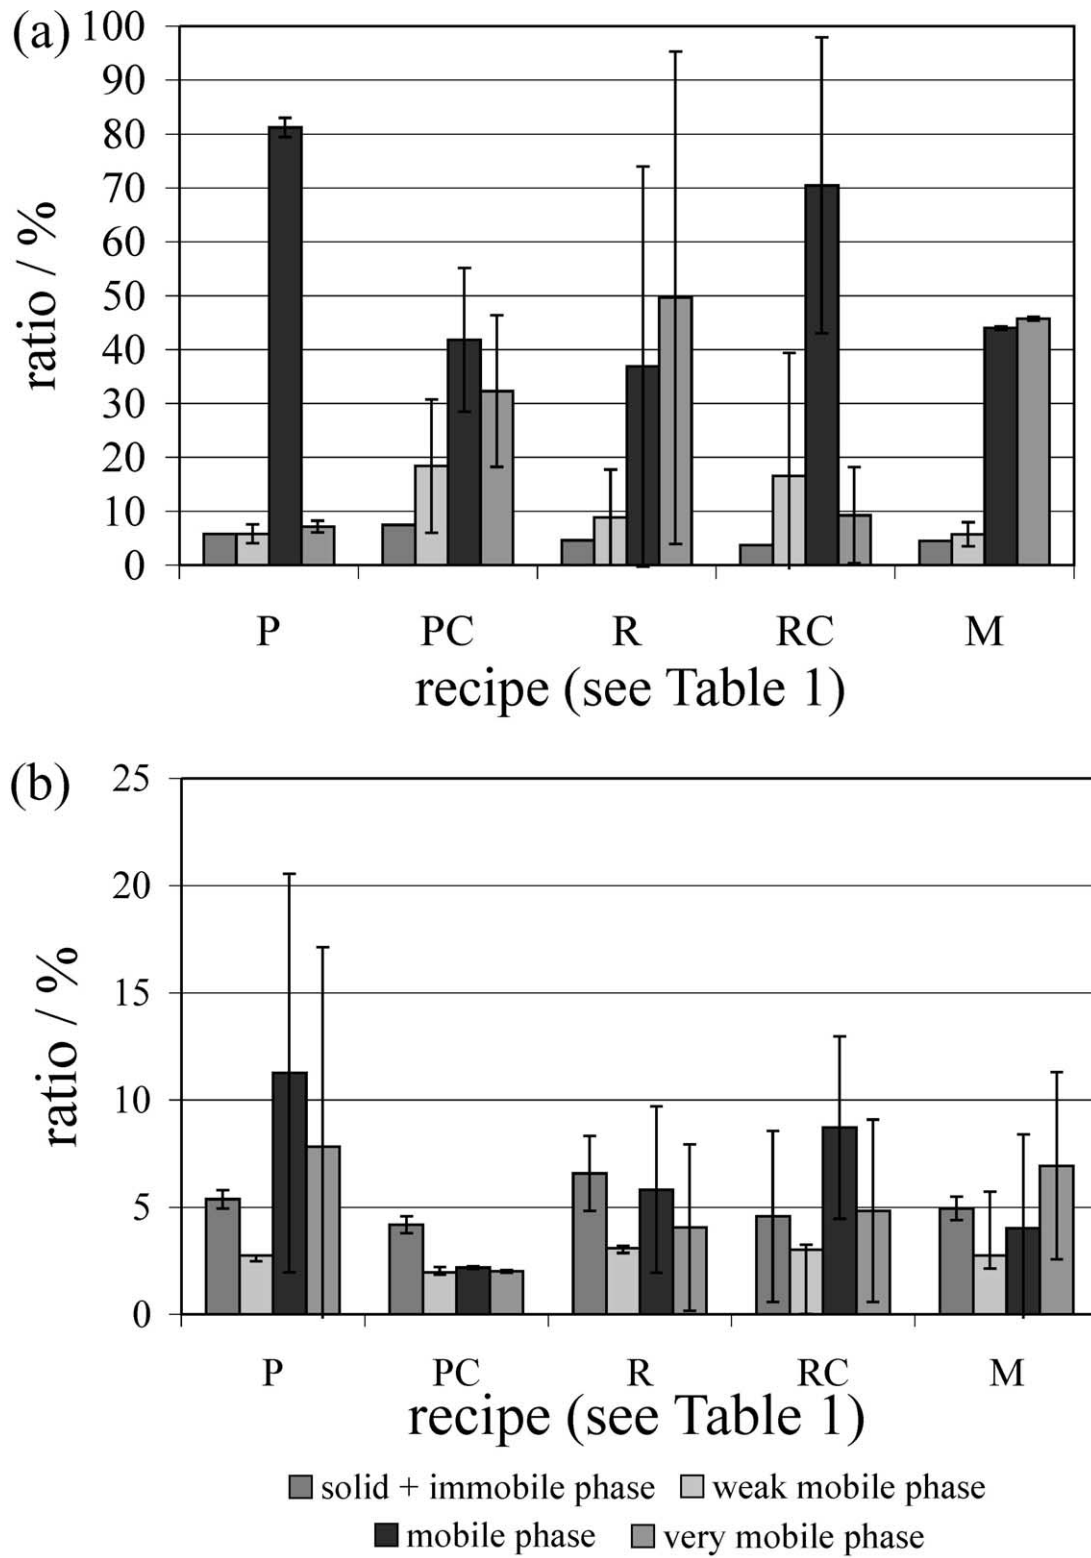 (a)
100
90
80
70
60
50
40
30
20
10
0
ratio / %
P PC R RC M
recipe (see Table 1)
(b)
25
20
15
10
5
0
ratio / %
P PC R RC M
recipe (see Table 1)
solid + immobile phase weak mobile phase
mobile phase very mobile phase